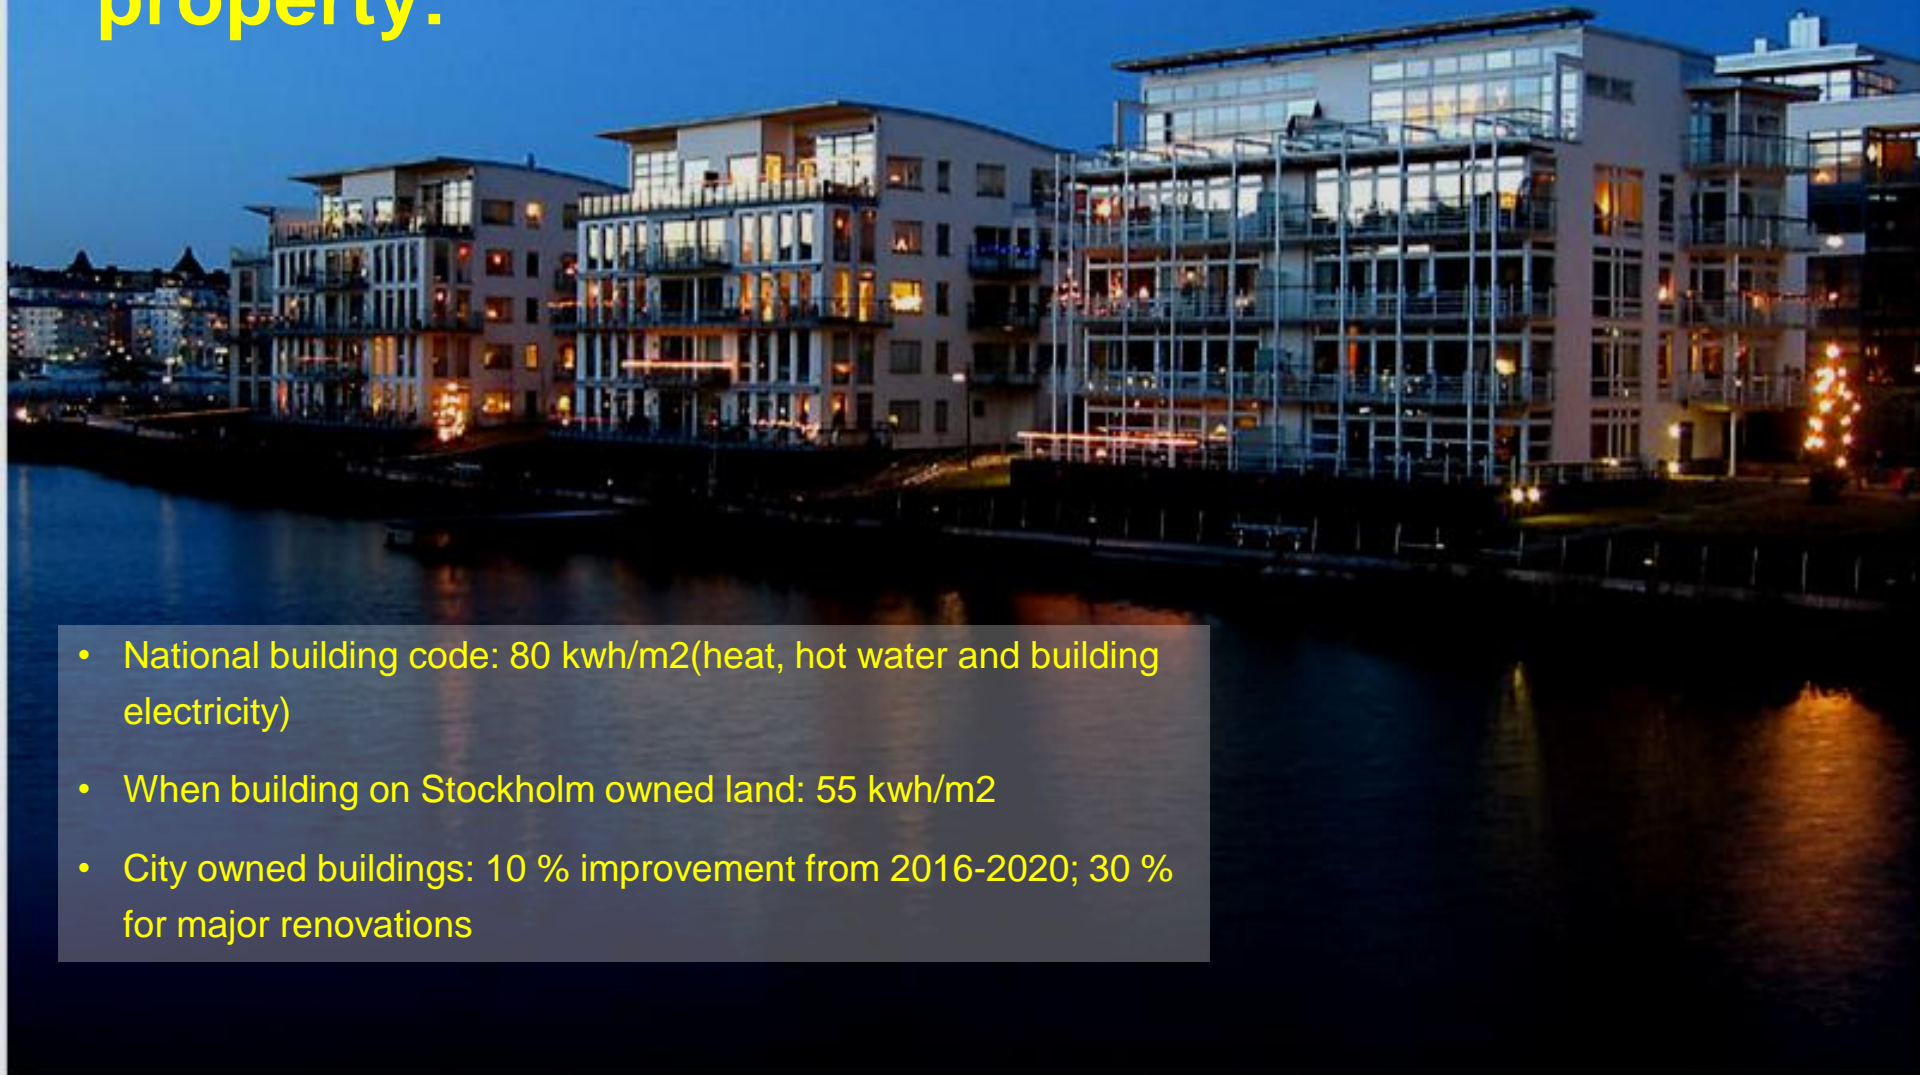 property:
• National building code: 80 kwh/m2(heat, hot water and building
electricity)
• When building on Stockholm owned land: 55 kwh/m2
• City owned buildings: 10 % improvement from 2016-2020; 30 %
for major renovations